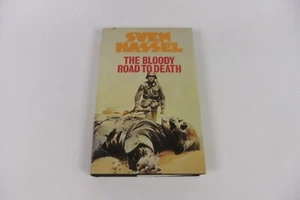 SVEN
HASSEL
THE BLOODY
ROAD TO DEATH